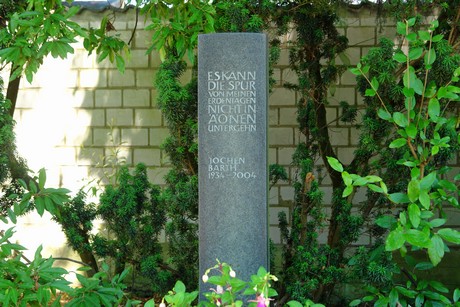 ES KANN
DIE SPUR
VON MEINEN
ERDENTAGEN
NICHT IN
ÄONEN
UNTERGEHN
JOCHEN
BARTH
1934–2004